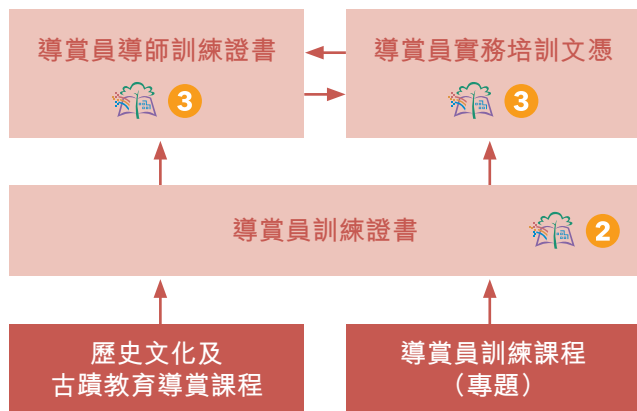 導賞員導師訓練證書
3
導賞員實務培訓文憑
3
導賞員訓練證書
2
歷史文化及
古蹟教育導賞課程
導賞員訓練課程
（專題）